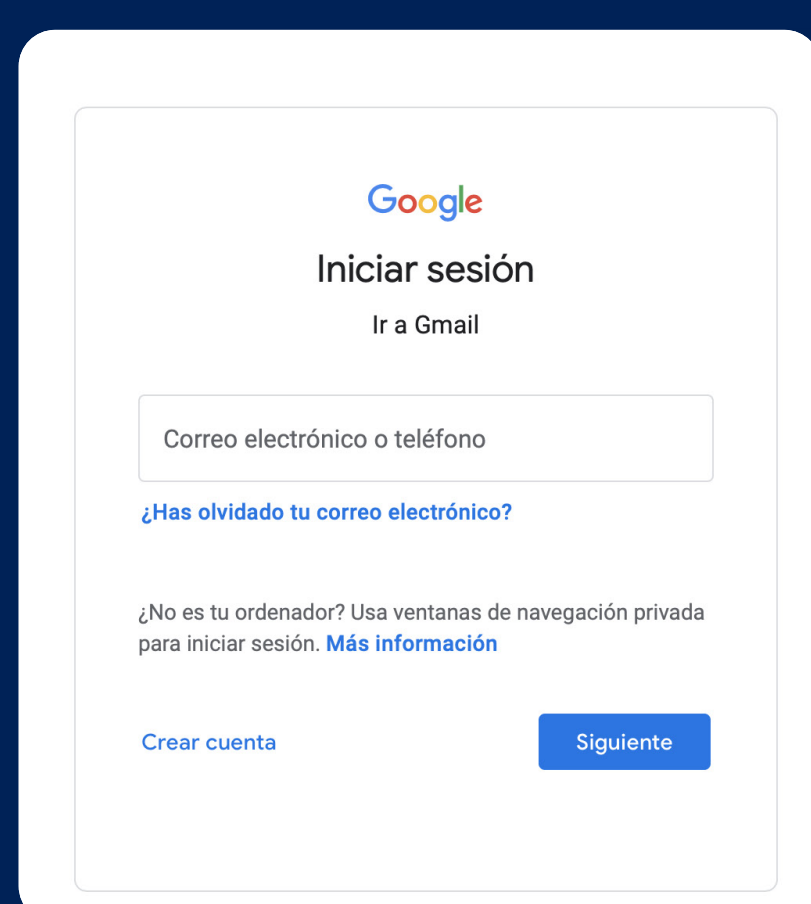 Google
Iniciar sesión
Ir a Gmail
Correo electrónico o teléfono
¿Has olvidado tu correo electrónico?
¿No es tu ordenador? Usa ventanas de navegación privada
para iniciar sesión. Más información
Crear cuenta
Siguiente